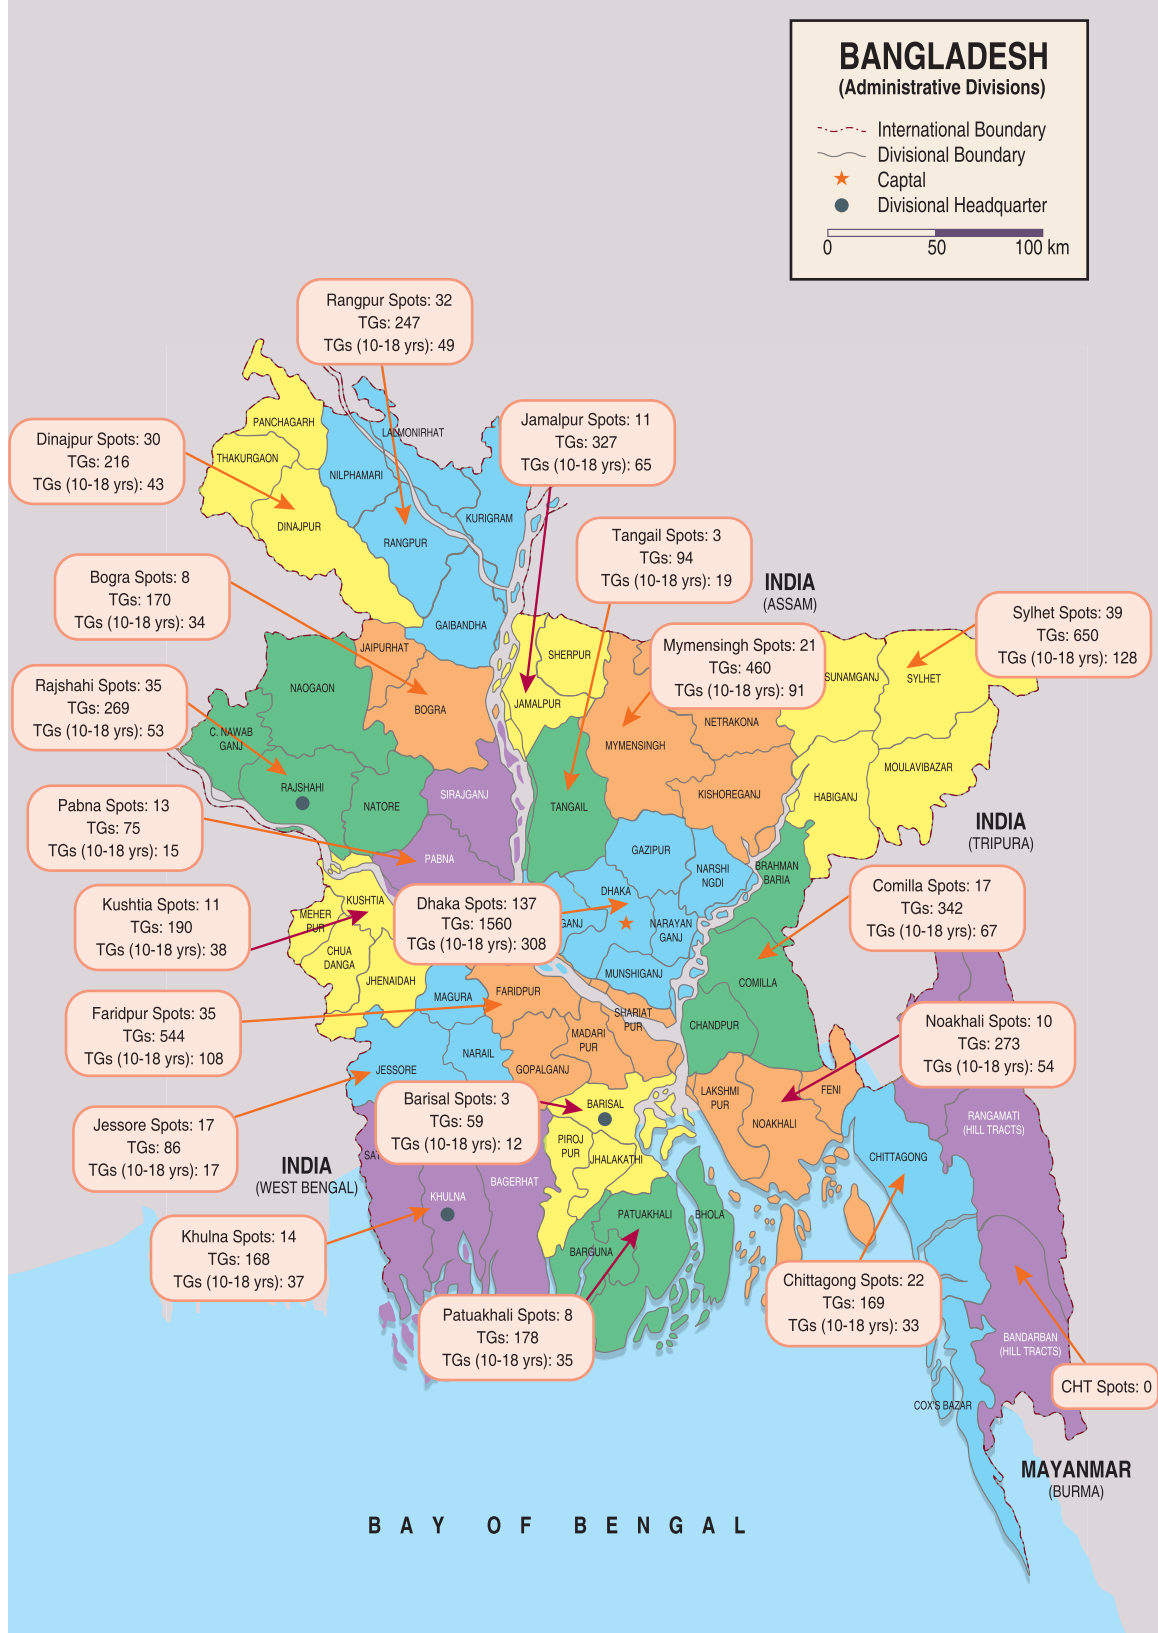 BANGLADESH
(Administrative Divisions)
International Boundary
Divisional Boundary
Captal
Divisional Headquarter
0 50 100 km
Rangpur Spots: 32
TGs: 247
TGs (10-18 yrs): 49
Dinajpur Spots: 30
TGs: 216
TGs (10-18 yrs): 43
Jamalpur Spots: 11
TGs: 327
TGs (10-18 yrs): 65
Tangail Spots: 3
TGs: 94
TGs (10-18 yrs): 19
Bogra Spots: 8
TGs: 170
TGs (10-18 yrs): 34
INDIA
(ASSAM)
Sylhet Spots: 39
TGs: 650
TGs (10-18 yrs): 128
Mymensingh Spots: 21
TGs: 460
TGs (10-18 yrs): 91
Rajshahi Spots: 35
TGs: 269
TGs (10-18 yrs): 53
Pabna Spots: 13
TGs: 75
TGs (10-18 yrs): 15
INDIA
(TRIPURA)
Kushtia Spots: 11
TGs: 190
TGs (10-18 yrs): 38
Dhaka Spots: 137
TGs: 1560
TGs (10-18 yrs): 308
Comilla Spots: 17
TGs: 342
TGs (10-18 yrs): 67
Faridpur Spots: 35
TGs: 544
TGs (10-18 yrs): 108
Noakhali Spots: 10
TGs: 273
TGs (10-18 yrs): 54
Jessore Spots: 17
TGs: 86
TGs (10-18 yrs): 17
Barisal Spots: 3
TGs: 59
TGs (10-18 yrs): 12
INDIA
(WEST BENGAL)
Khulna Spots: 14
TGs: 168
TGs (10-18 yrs): 37
Patuakhali Spots: 8
TGs: 178
TGs (10-18 yrs): 35
Chittagong Spots: 22
TGs: 169
TGs (10-18 yrs): 33
CHT Spots: 0
PANCHAGARH
THAKURGAON
DINAJPUR
LALMONIRHAT
NILPHAMARI
KURIGRAM
RANGPUR
GAIBANDHA
JAIPURHAT
BOGRA
NAOGAON
C. NAWAB
GANJ
RAJSHAHI
NATORE
SIRAJGANJ
PABNA
SHERPUR
JAMALPUR
TANGAIL
MYMENSINGH
NETRAKONA
KISHOREGANJ
SUNAMGANJ
SYLHET
MOULAVIBAZAR
HABIGANJ
GAZIPUR
NARSHI
NGDI
DHAKA
GANJ
NARAYAN
GANJ
MUNSHIGANJ
BRAHMAN
BARIA
COMILLA
CHANDPUR
KUSHTIA
MEHER
PUR
CHUA
DANGA
JHENAIDAH
MAGURA
NARAIL
JESSORE
FARIDPUR
SHARIAT
PUR
MADARI
PUR
GOPALGANJ
BARISAL
PIROJ
PUR
JHALAKATHI
SAT
KHULNA
BAGERHAT
PATUAKHALI
BARGUNA
BHOLA
LAKSHMI
PUR
FENI
NOAKHALI
RANGAMATI
(HILL TRACTS)
CHITTAGONG
BANDARBAN
(HILL TRACTS)
COX'S BAZAR
MAYANMAR
(BURMA)
BAY OF BENGAL